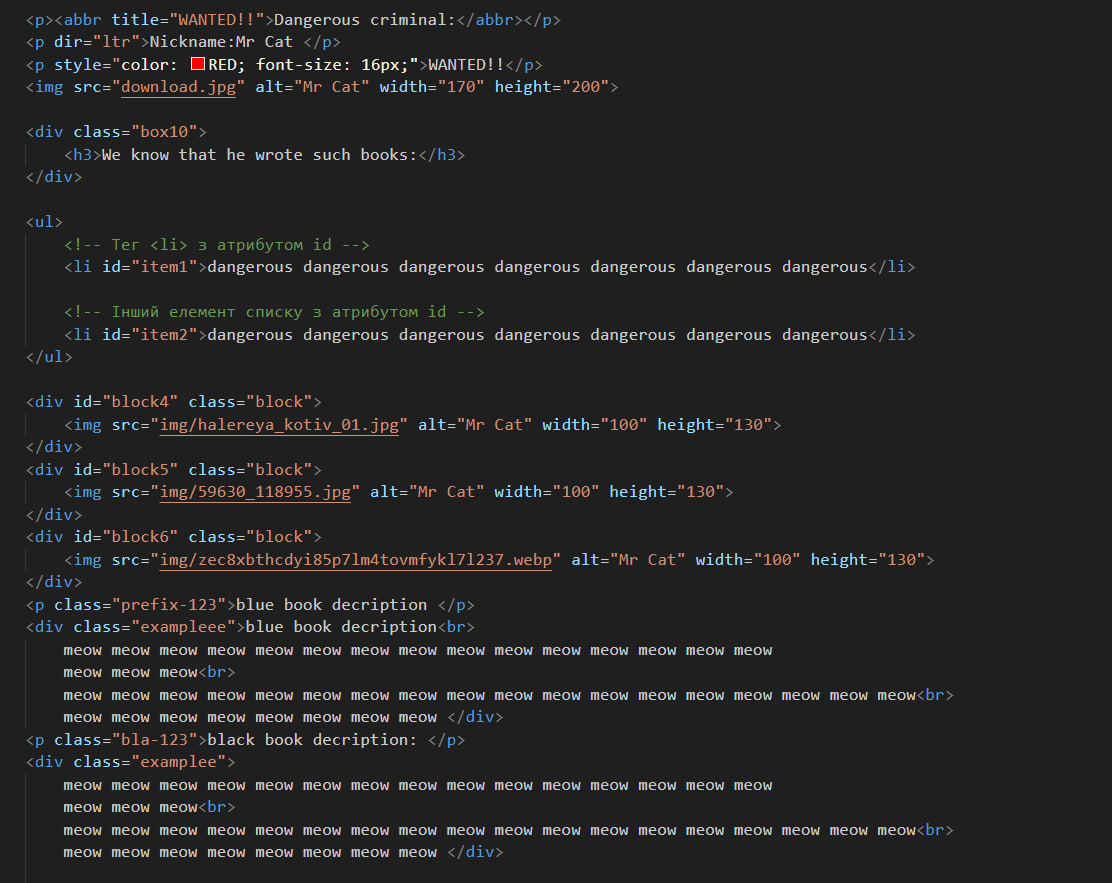 <p><abbr title="WANTED!!">Dangerous criminal:</abbr></p>
<p dir="ltr">Nickname:Mr Cat </p>
<p style="color: RED; font-size: 16px;">WANTED!!</p>
<img src="download.jpg" alt="Mr Cat" width="170" height="200">
<div class="box10">
<h3>We know that he wrote such books:</h3>
</div>
<ul>
<!-- Тег <li> з атрибутом id -->
<li id="item1">dangerous dangerous dangerous dangerous dangerous dangerous dangerous</li>
<!-- Інший елемент списку з атрибутом id -->
<li id="item2">dangerous dangerous dangerous dangerous dangerous dangerous dangerous</li>
</ul>
<div id="block4" class="block">
<img src="img/halereya_kotiv_01.jpg" alt="Mr Cat" width="100" height="130">
</div>
<div id="block5" class="block">
<img src="img/59630_118955.jpg" alt="Mr Cat" width="100" height="130">
</div>
<div id="block6" class="block">
<img src="img/zec8xbthcdyi85p7lm4tovmfykl7l237.webp" alt="Mr Cat" width="100" height="130">
</div>
<p class="prefix-123">blue book decription </p>
<div class="exampleee">blue book decription<br>
meow meow meow meow meow meow meow meow meow meow meow meow meow meow meow
meow meow meow<br>
meow meow meow meow meow meow meow meow meow meow meow meow meow meow meow meow meow meow<br>
meow meow meow meow meow meow meow meow </div>
<p class="bla-123">black book decription: </p>
<div class="examplee">
meow meow meow meow meow meow meow meow meow meow meow meow meow meow meow
meow meow meow<br>
meow meow meow meow meow meow meow meow meow meow meow meow meow meow meow meow meow meow<br>
meow meow meow meow meow meow meow meow </div>